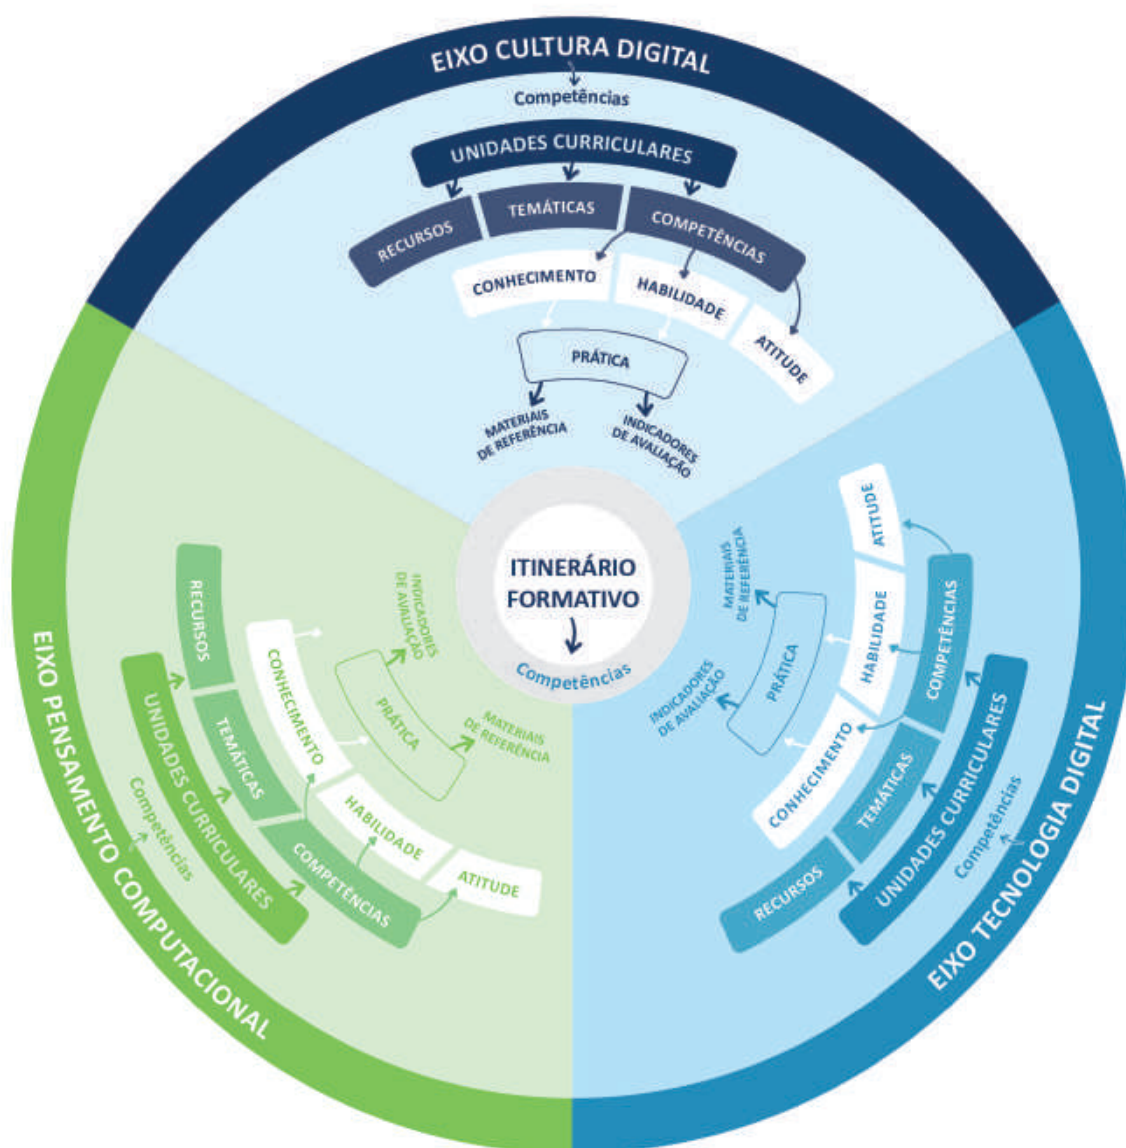 EIXO CULTURA DIGITAL
Competências
UNIDADES CURRICULARES
RECURSOS
TEMÁTICAS
COMPETÊNCIAS
CONHECIMENTO
HABILIDADE
ATITUDE
PRÁTICA
MATERIAIS
DE REFERÊNCIA
INDICADORES
DE AVALIAÇÃO
ITINERÁRIO
FORMATIVO
Competências
EIXO TECNOLOGIA DIGITAL
Competências
UNIDADES CURRICULARES
RECURSOS
TEMÁTICAS
COMPETÊNCIAS
CONHECIMENTO
HABILIDADE
ATITUDE
PRÁTICA
MATERIAIS
DE REFERÊNCIA
INDICADORES
DE AVALIAÇÃO
EIXO PENSAMENTO COMPUTACIONAL
Competências
UNIDADES CURRICULARES
RECURSOS
TEMÁTICAS
COMPETÊNCIAS
CONHECIMENTO
HABILIDADE
ATITUDE
PRÁTICA
INDICADORES
DE AVALIAÇÃO
MATERIAIS
DE REFERÊNCIA